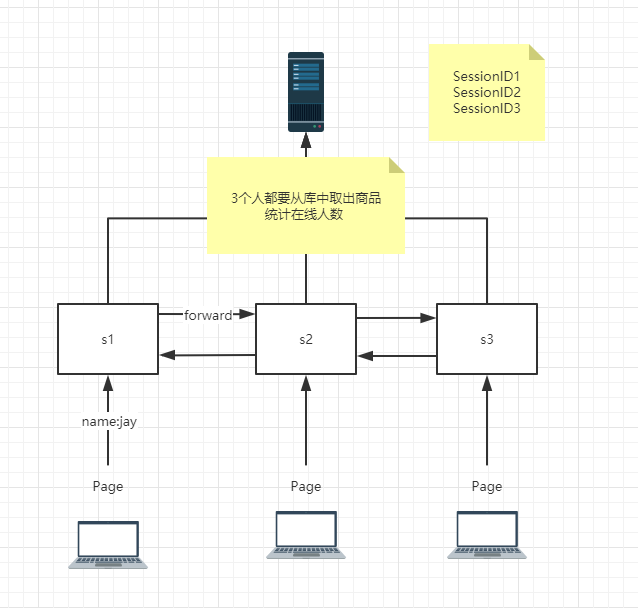 SessionID1
SessionID2
SessionID3
3个人都要从库中取出商品
统计在线人数
forward
s1
s2
s3
name:jay
Page
Page
Page